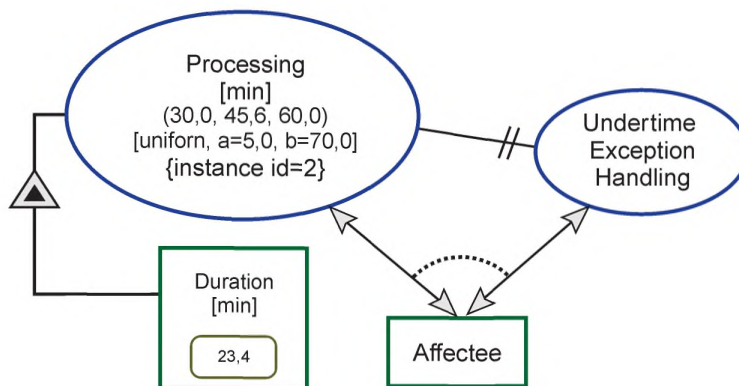 Processing
[min]
(30,0, 45,6, 60,0)
[uniforn, a=5,0, b=70,0]
{instance id=2}
Undertime
Exception
Handling
Duration
[min]
23,4
Affectee